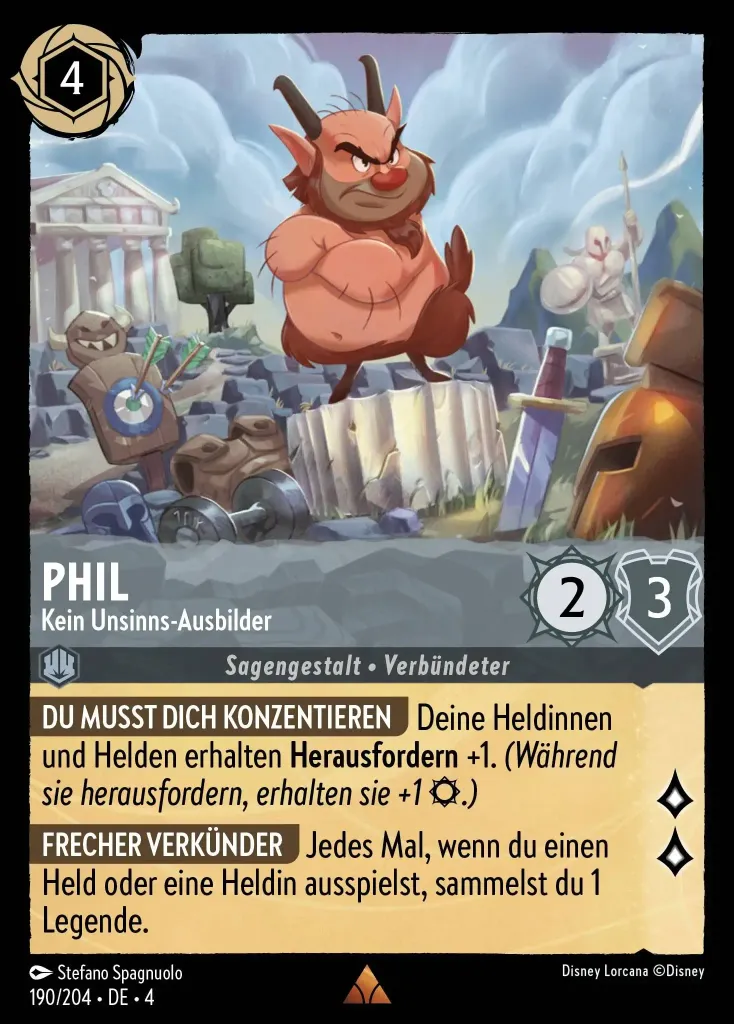 4
PHIL
Kein Unsinns-Ausbilder
2
3
Sagengestalt • Verbündeter
DU MUSST DICH KONZENTIEREN Deine Heldinnen
und Helden erhalten Herausfordern +1. (Während
sie herausfordern, erhalten sie +1 .)
FRECHER VERKÜNDER Jedes Mal, wenn du einen
Held oder eine Heldin ausspielst, sammelst du 1
Legende.
Stefano Spagnuolo
Disney Lorcana ©Disney
190/204 • DE • 4